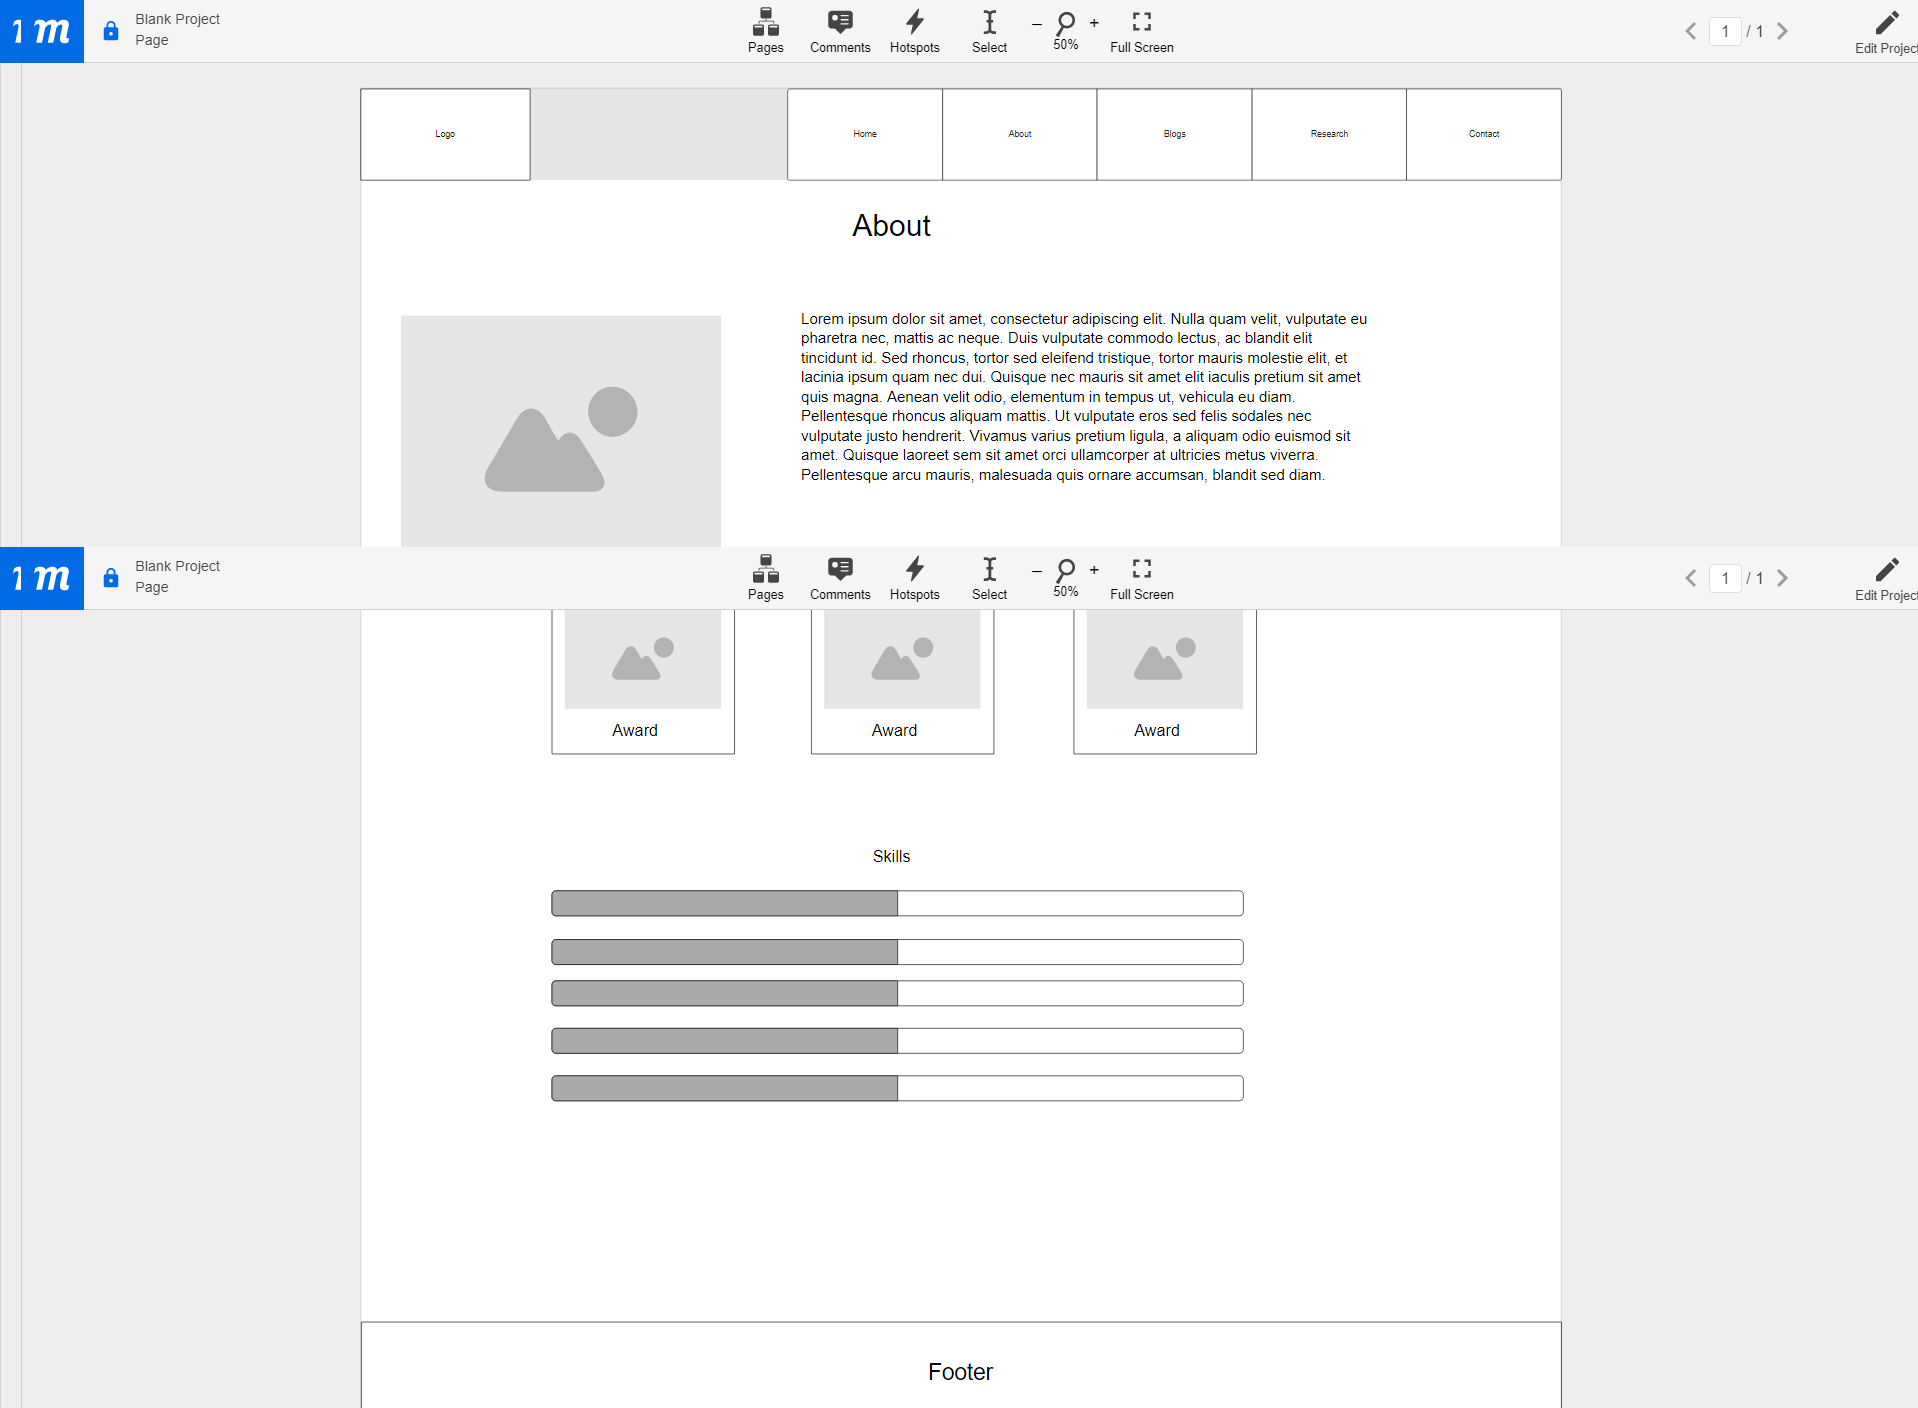 1 m
Blank Project
Page
Pages
Comments
Hotspots
Select
– +
50%
Full Screen
1 / 1
Edit Project
Logo
Home
About
Blogs
Research
Contact
About
Lorem ipsum dolor sit amet, consectetur adipiscing elit. Nulla quam velit, vulputate eu
pharetra nec, mattis ac neque. Duis vulputate commodo lectus, ac blandit elit
tincidunt id. Sed rhoncus, tortor sed eleifend tristique, tortor mauris molestie elit, et
lacinia ipsum quam nec dui. Quisque nec mauris sit amet elit iaculis pretium sit amet
quis magna. Aenean velit odio, elementum in tempus ut, vehicula eu diam.
Pellentesque rhoncus aliquam mattis. Ut vulputate eros sed felis sodales nec
vulputate justo hendrerit. Vivamus varius pretium ligula, a aliquam odio euismod sit
amet. Quisque laoreet sem sit amet orci ullamcorper at ultricies metus viverra.
Pellentesque arcu mauris, malesuada quis ornare accumsan, blandit sed diam.
1 m
Blank Project
Page
Pages
Comments
Hotspots
Select
– +
50%
Full Screen
1 / 1
Edit Project
Award
Award
Award
Skills
Footer